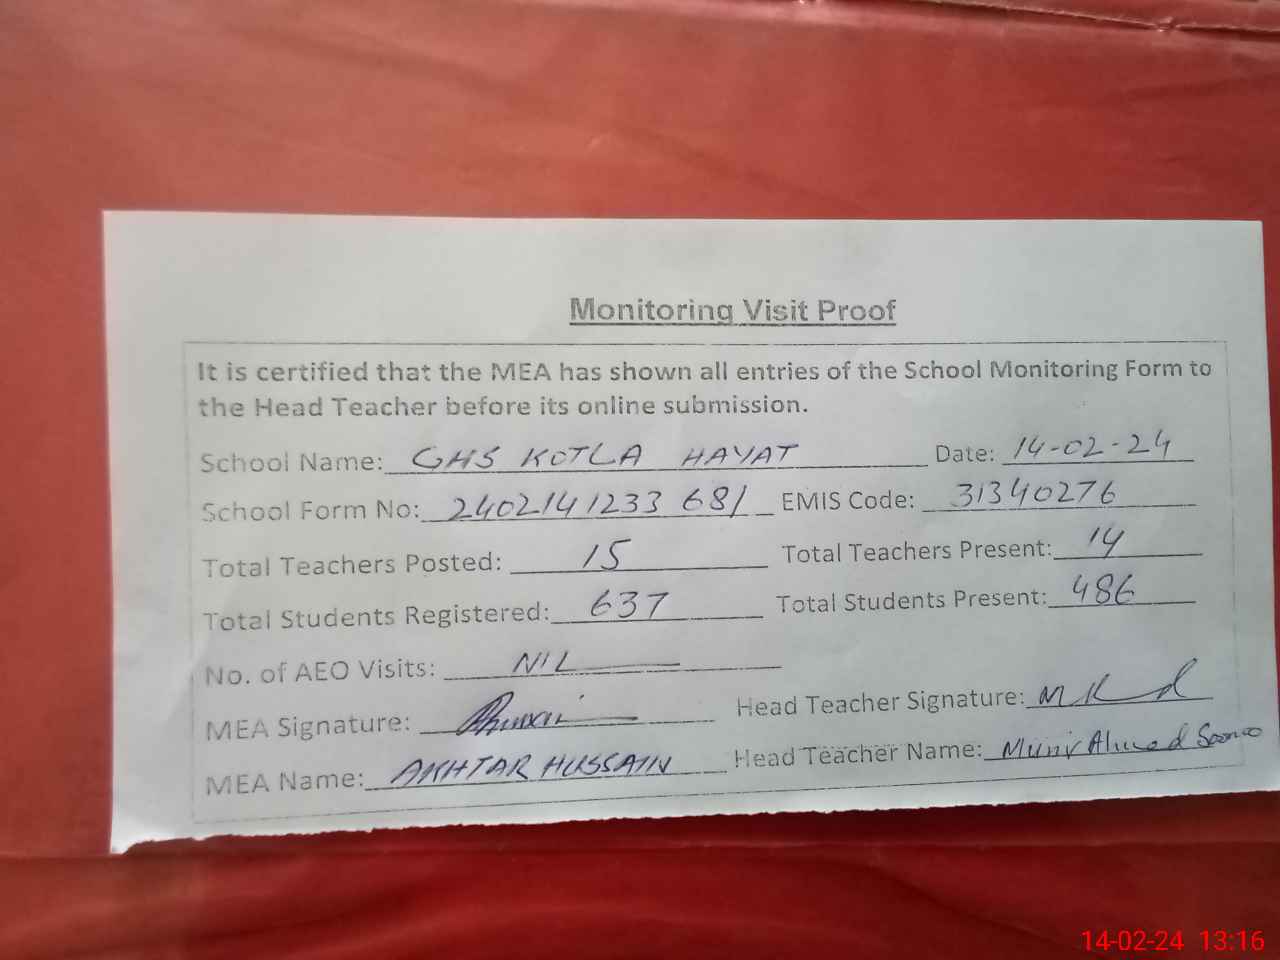 Monitoring Visit Proof
It is certified that the MEA has shown all entries of the School Monitoring Form to
the Head Teacher before its online submission.
School Name: GHS KOTLA HAYAT Date: 14-02-24
School Form No: 2402141233 681 EMIS Code: 31340276
Total Teachers Posted: 15 Total Teachers Present: 14
Total Students Registered: 637 Total Students Present: 486
No. of AEO Visits: NIL
MEA Signature: Head Teacher Signature:
MEA Name: AKHTAR HUSSAIN Head Teacher Name: Munir Ahmed
14-02-24 13:16